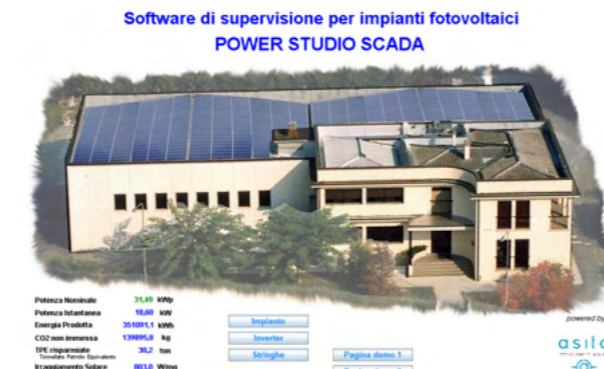 Software di supervisione per impianti fotovoltaici
POWER STUDIO SCADA
Potenza Nominale 31,49 kWp
Potenza Istantanea 18,60 kW
Energia Prodotta 351091,1 kWh
CO2 non immessa 139895,8 kg
TPE risparmiate 30,2 ton
Tonnellate Petrolio Equivalente
Irraggiamento Solare 803,0 W/mq
Impianto
Inverter
Stringhe
Pagina demo 1
powered by
asita